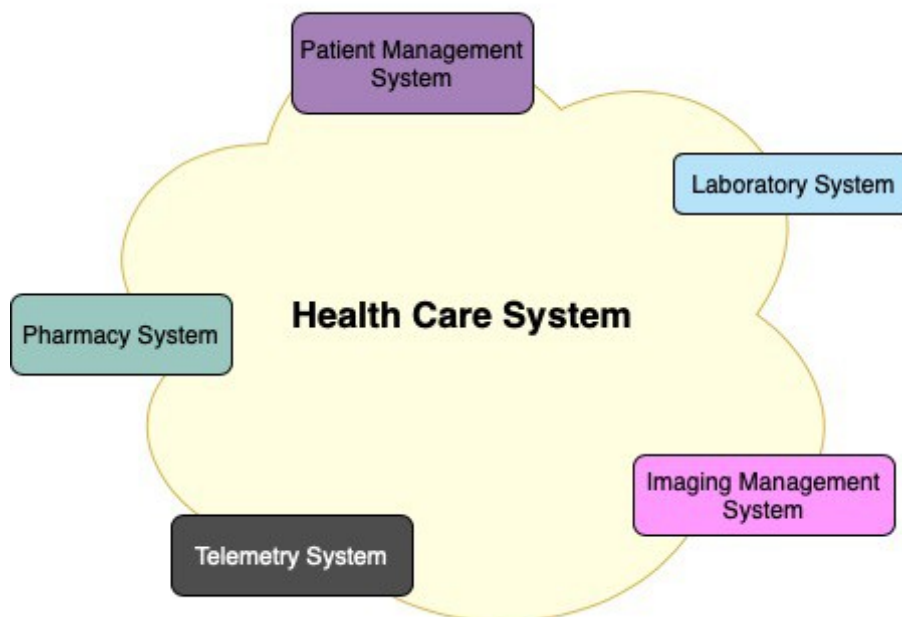 Patient Management
System
Laboratory System
Health Care System
Pharmacy System
Imaging Management
System
Telemetry System